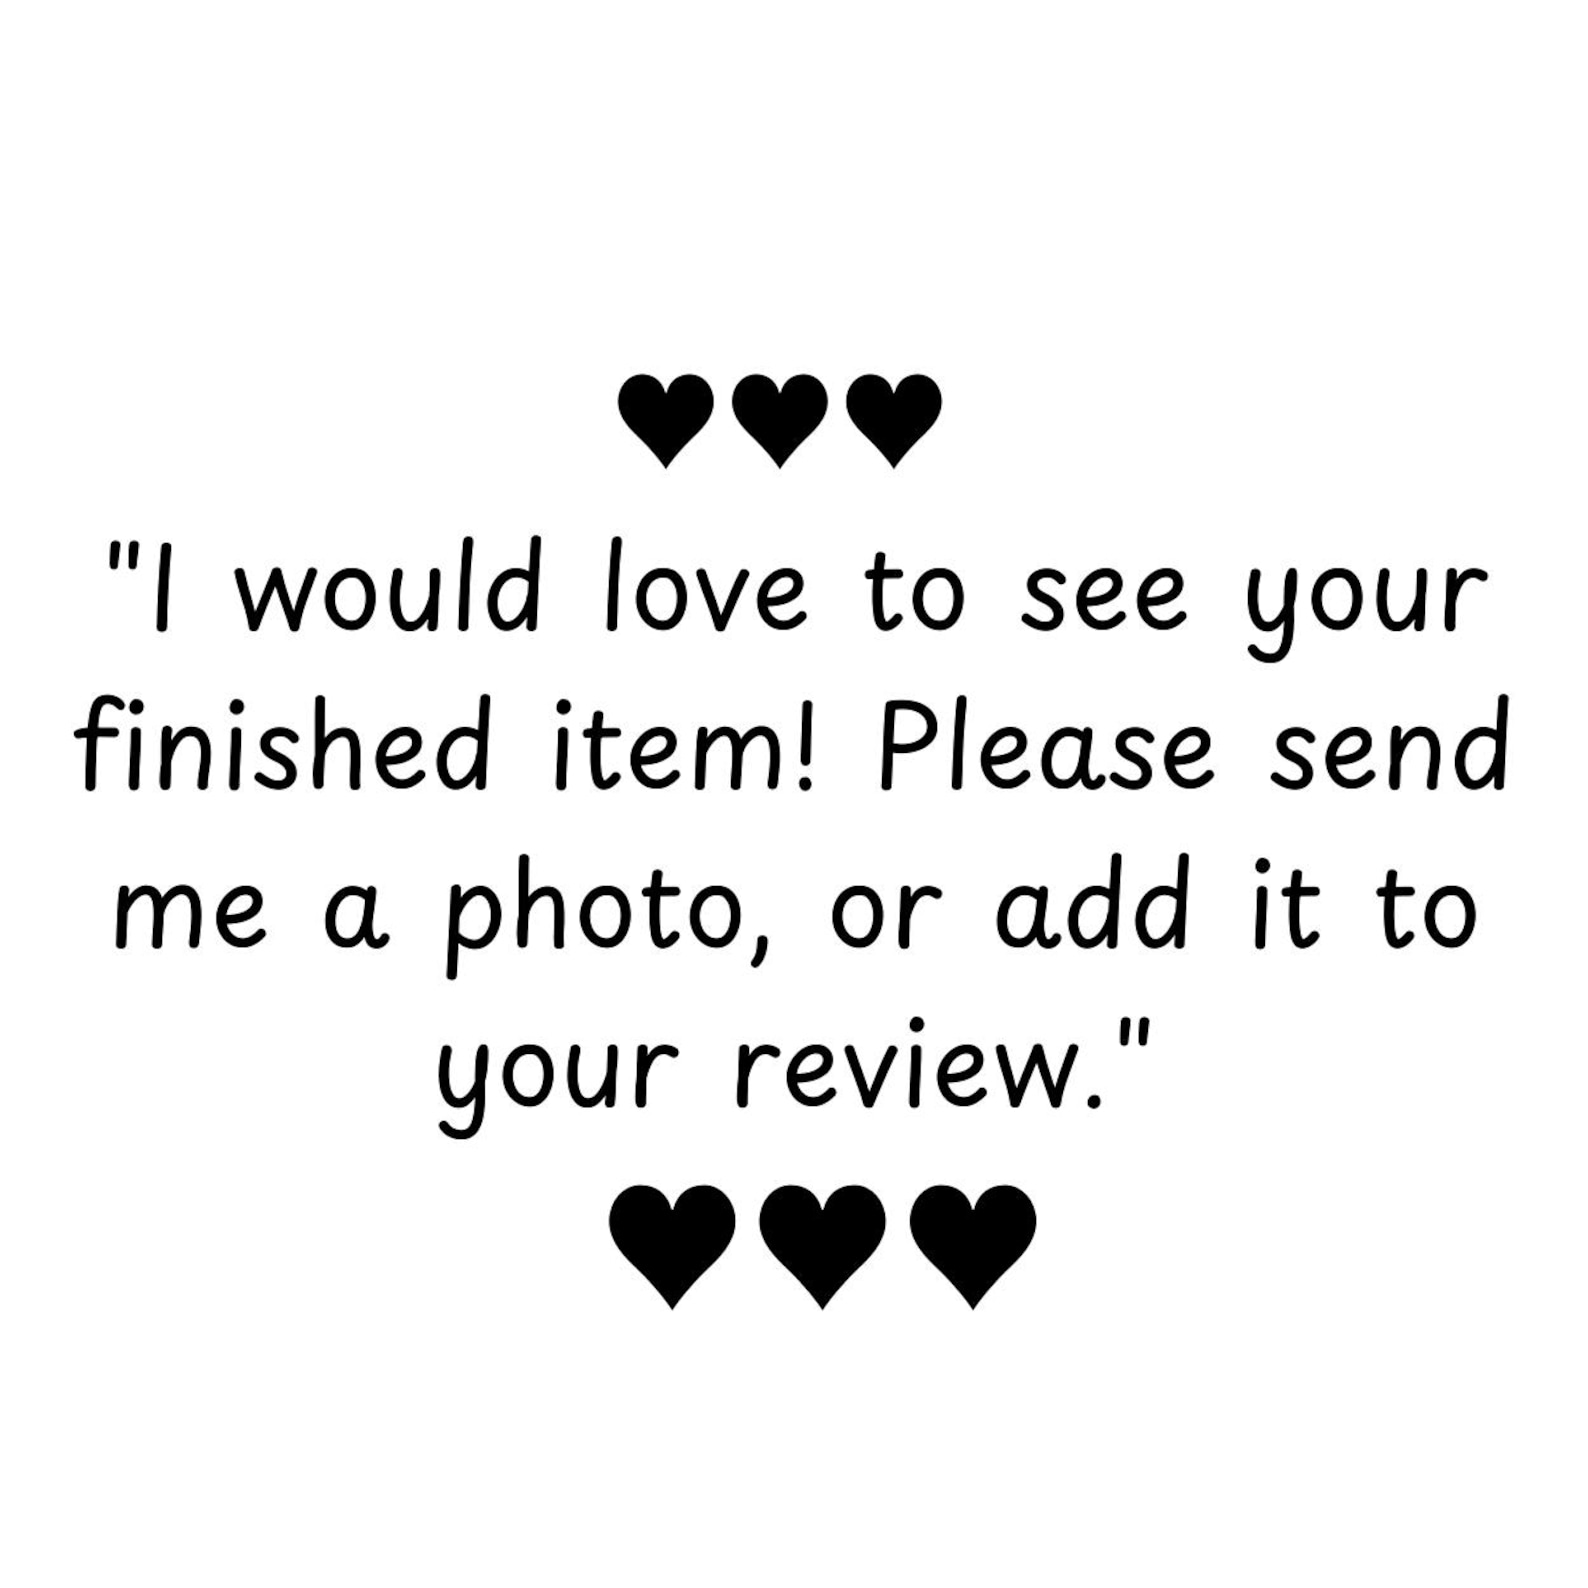 ♥♥♥
"I would love to see your
finished item! Please send
me a photo, or add it to
your review."
♥♥♥